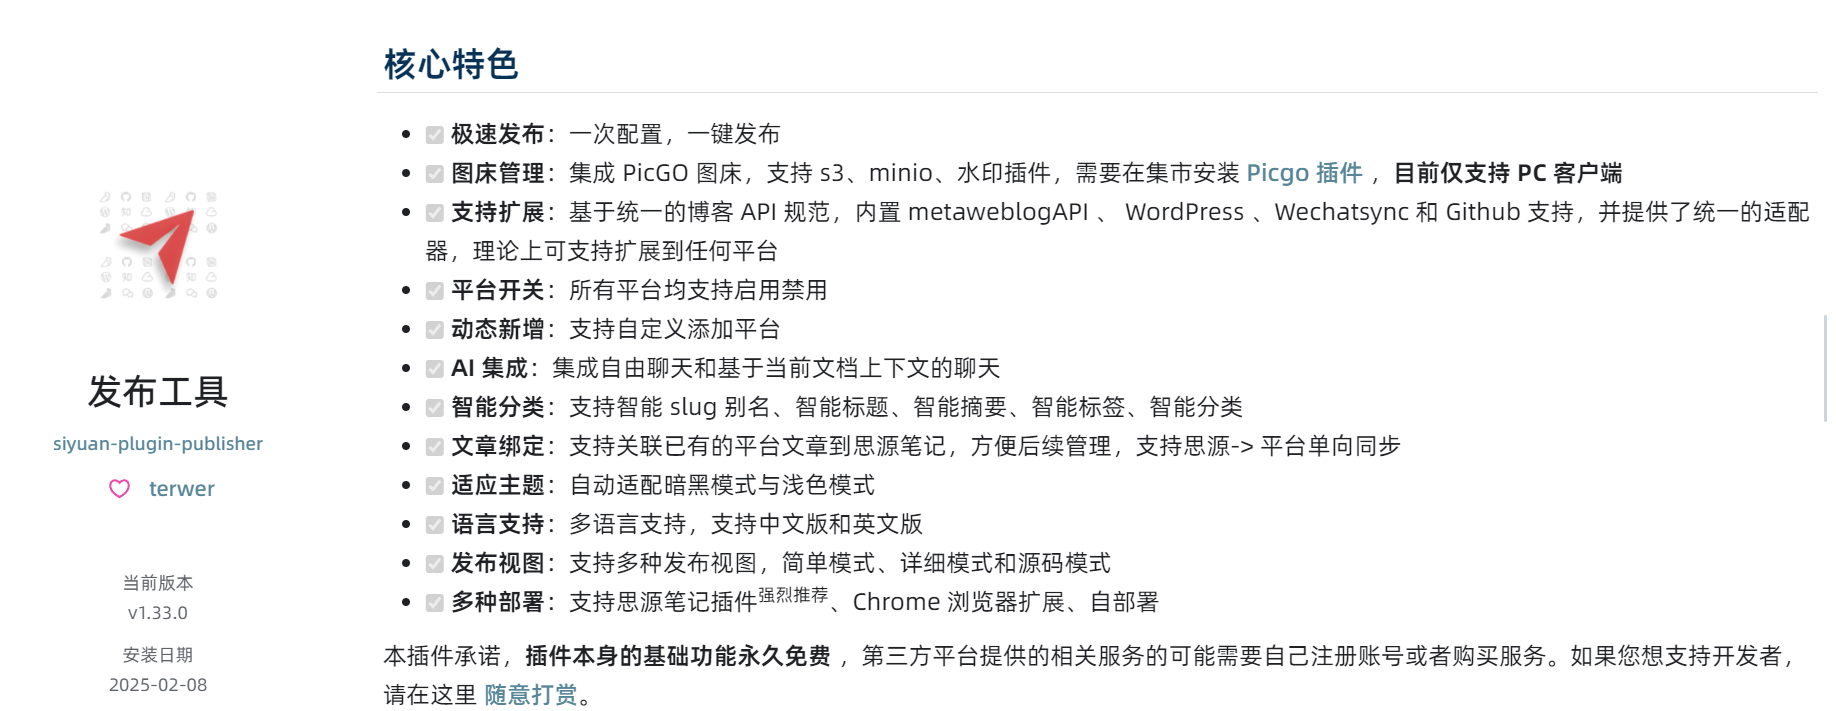 核心特色
极速发布：一次配置，一键发布
图床管理：集成 PicGO 图床，支持 s3、minio、水印插件，需要在集市安装 Picgo 插件 ，目前仅支持 PC 客户端
支持扩展：基于统一的博客 API 规范，内置 metaweblogAPI 、 WordPress 、Wechatsync 和 Github 支持，并提供了统一的适配
器，理论上可支持扩展到任何平台
平台开关：所有平台均支持启用禁用
动态新增：支持自定义添加平台
AI 集成：集成自由聊天和基于当前文档上下文的聊天
智能分类：支持智能 slug 别名、智能标题、智能摘要、智能标签、智能分类
文章绑定：支持关联已有的平台文章到思源笔记，方便后续管理，支持思源-> 平台单向同步
适应主题：自动适配暗黑模式与浅色模式
语言支持：多语言支持，支持中文版和英文版
发布视图：支持多种发布视图，简单模式、详细模式和源码模式
多种部署：支持思源笔记插件强烈推荐、Chrome 浏览器扩展、自部署
本插件承诺，插件本身的基础功能永久免费 ，第三方平台提供的相关服务的可能需要自己注册账号或者购买服务。如果您想支持开发者，
请在这里 随意打赏。
发布工具
siyuan-plugin-publisher
terwer
当前版本
v1.33.0
安装日期
2025-02-08